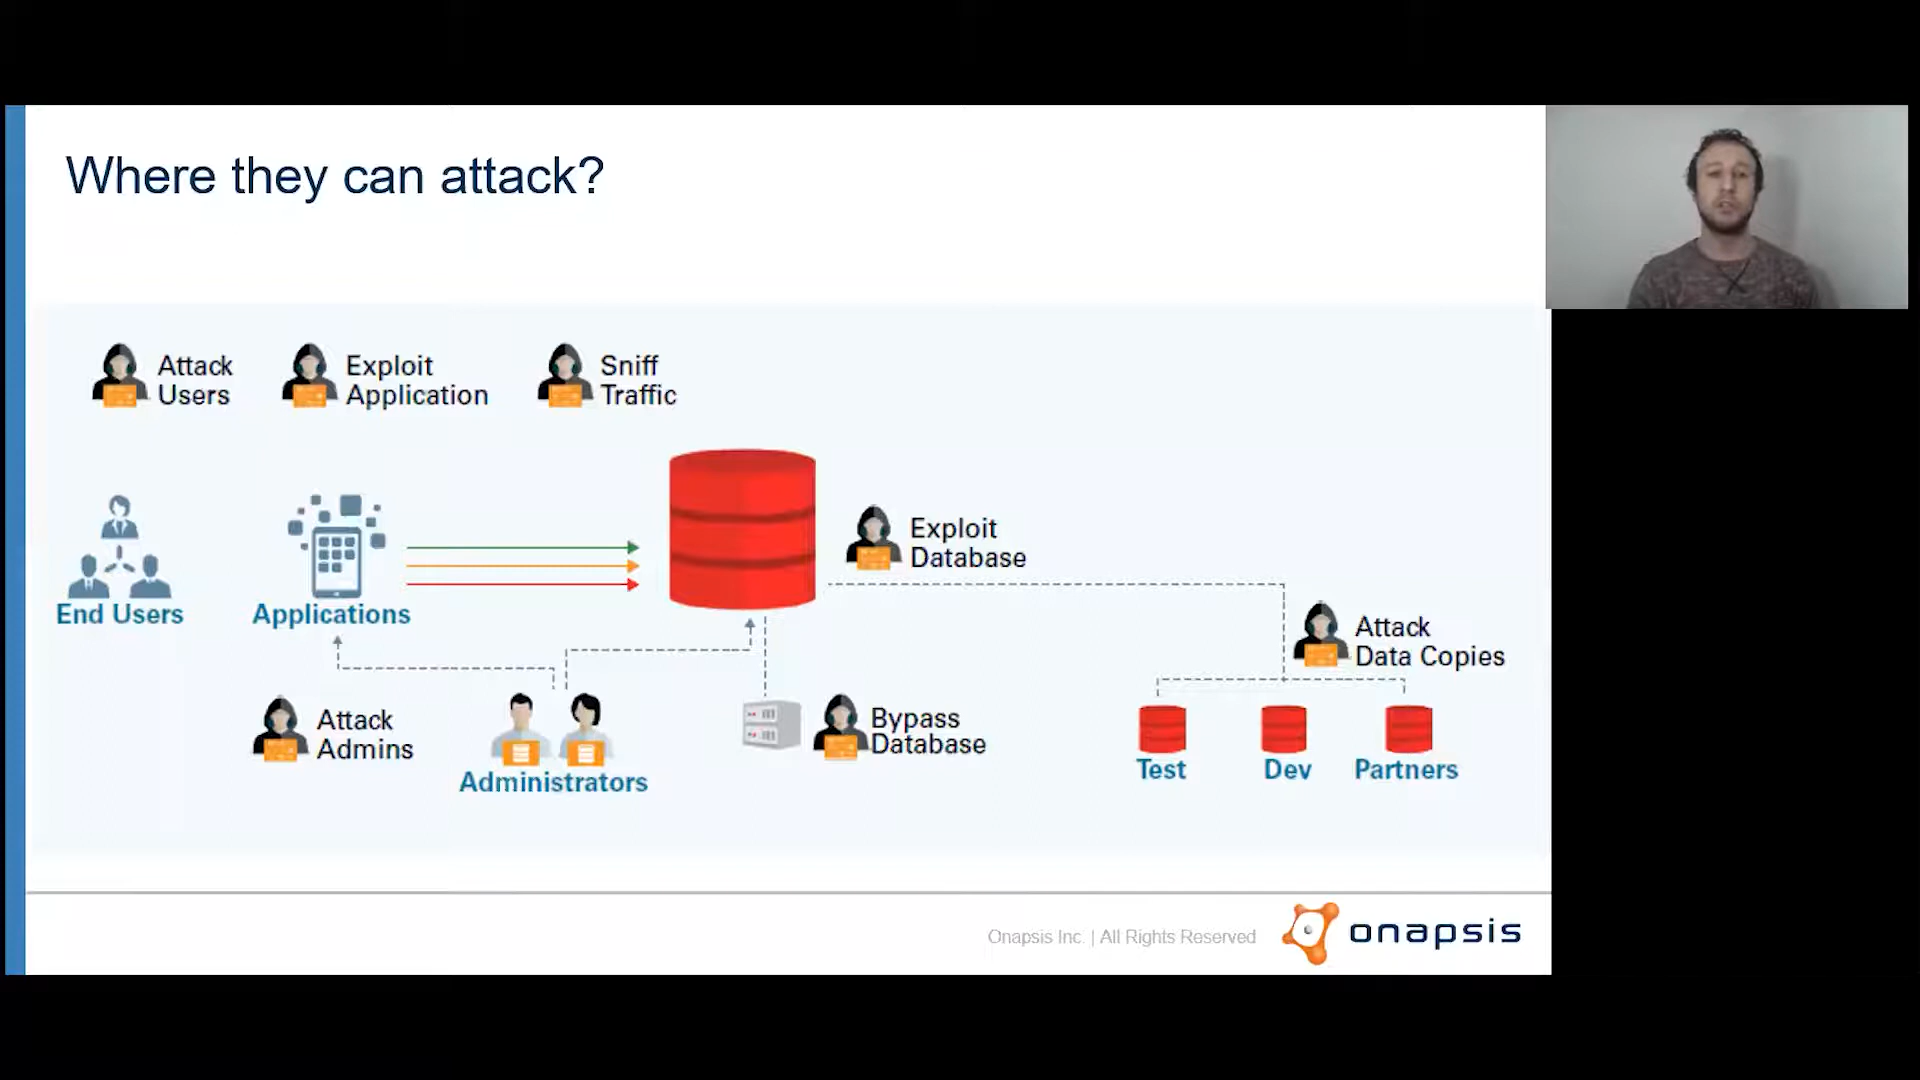 Where they can attack?
Attack
Users
Exploit
Application
Sniff
Traffic
Exploit
Database
End Users
Applications
Attack
Data Copies
Attack
Admins
Administrators
Bypass
Database
Test
Dev
Partners
Onapsis Inc. | All Rights Reserved
onapsis